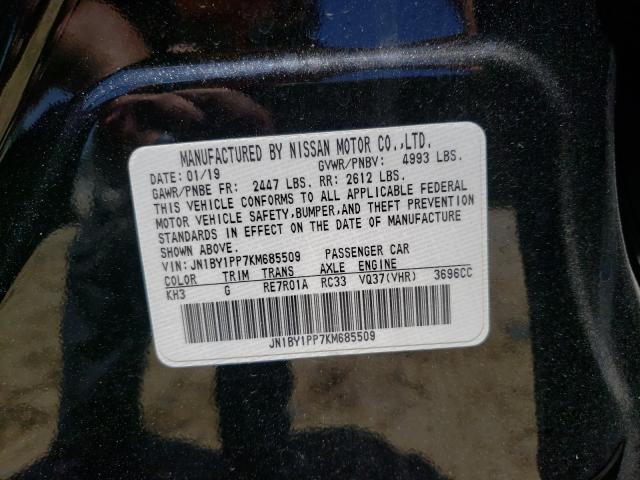 MANUFACTURED BY NISSAN MOTOR CO.,LTD.
DATE: 01/19 GVWR/PNBV: 4993 LBS.
GAWR/PNBE FR: 2447 LBS. RR: 2612 LBS.
THIS VEHICLE CONFORMS TO ALL APPLICABLE FEDERAL
MOTOR VEHICLE SAFETY,BUMPER,AND THEFT PREVENTION
STANDARDS IN EFFECT ON THE DATE OF MANUFACTURE
SHOWN ABOVE.
VIN: JN1BY1PP7KM685509 PASSENGER CAR
COLOR TRIM TRANS AXLE ENGINE
KH3 G RE7R01A RC33 VQ37(VHR) 3696CC
JN1BY1PP7KM685509